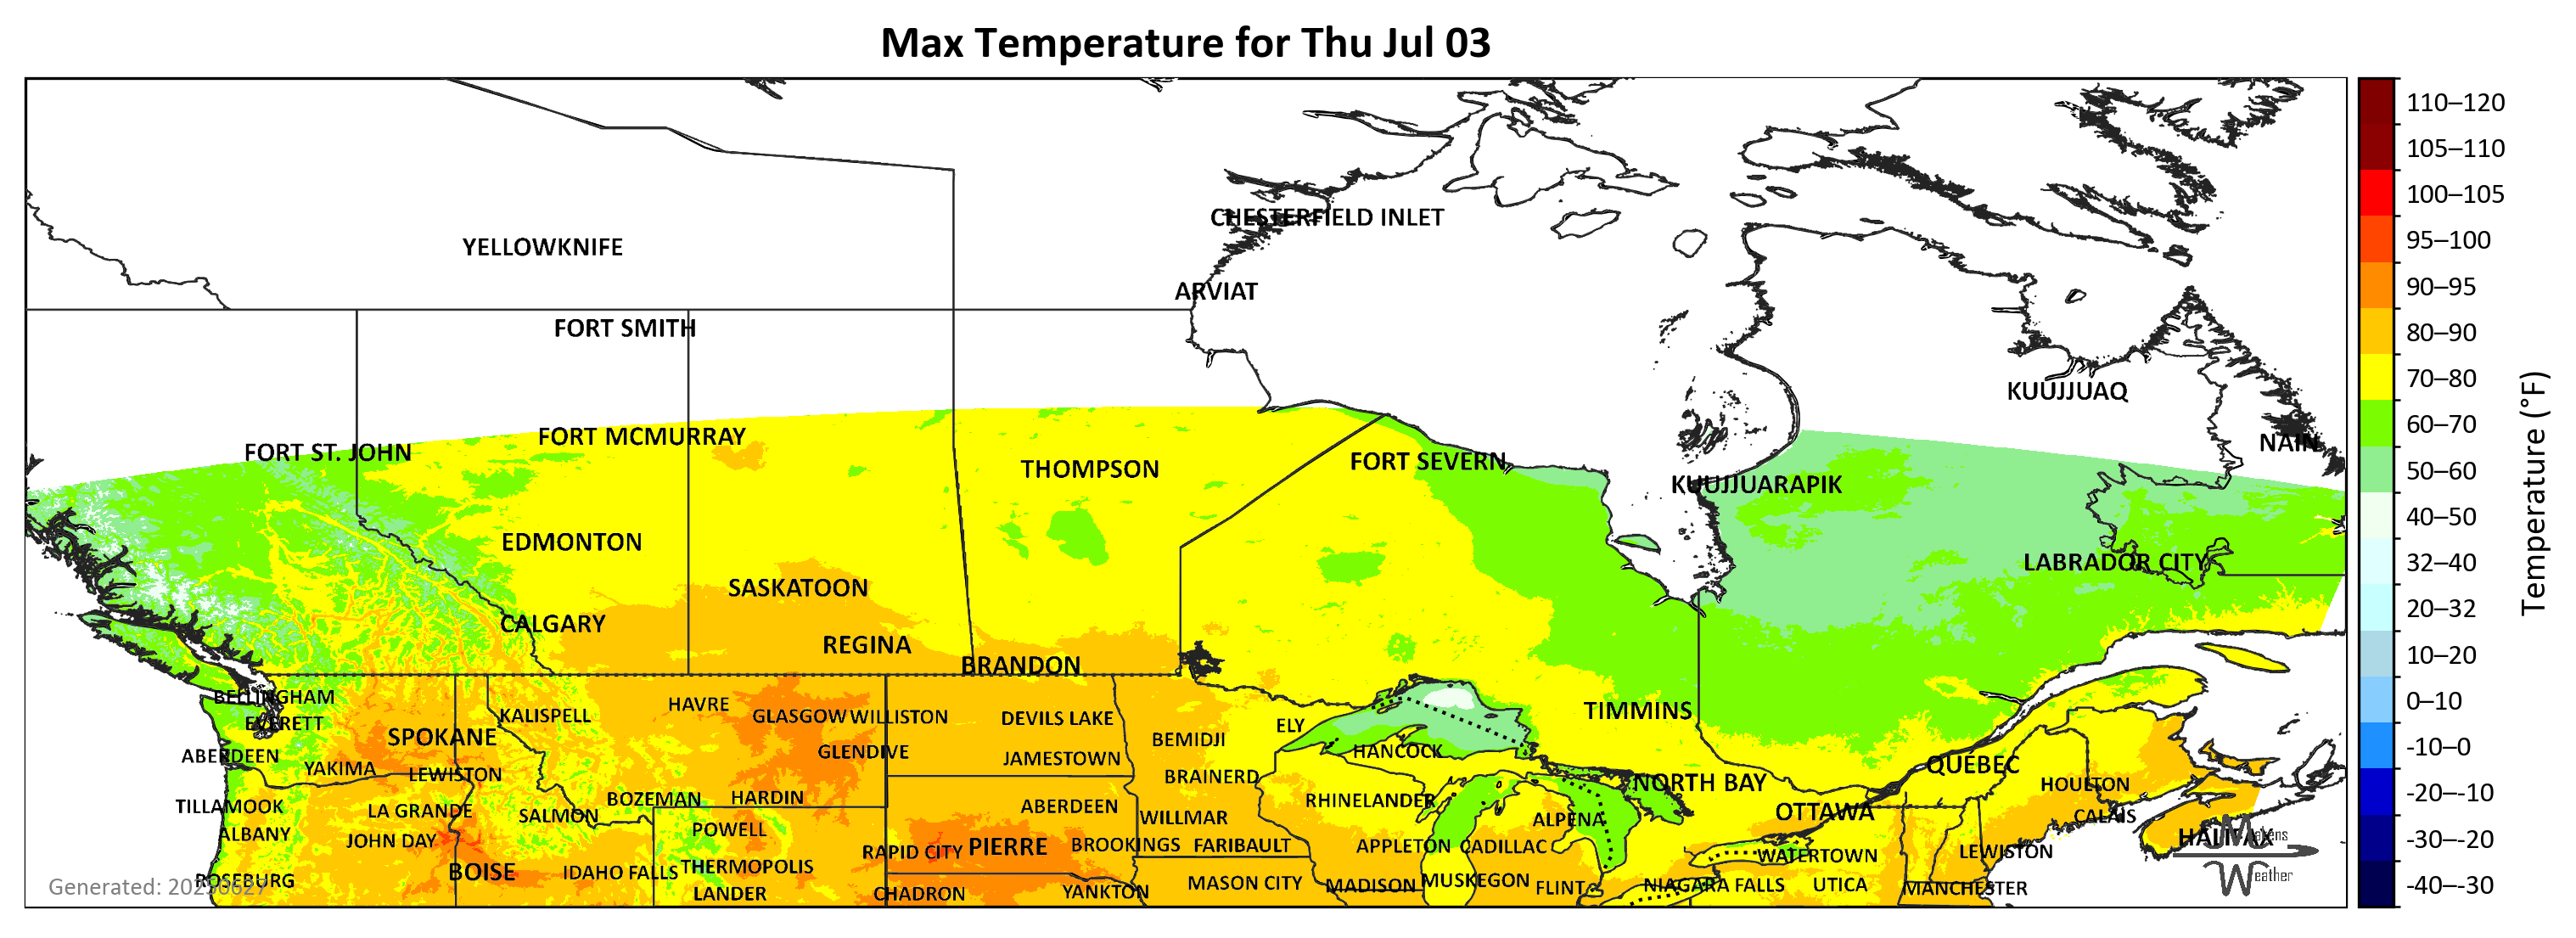 Max Temperature for Thu Jul 03
110–120
105–110
CHESTERFIELD INLET
100–105
YELLOWKNIFE
95–100
ARVIAT
90–95
FORT SMITH
80–90
KUUJJUAQ
70–80
FORT MCMURRAY
60–70
FORT ST. JOHN
NAIN
THOMPSON
FORT SEVERN
50–60
KUUJJUARAPIK
40–50
EDMONTON
LABRADOR CITY
32–40
SASKATOON
20–32
CALGARY
REGINA
BRANDON
10–20
Temperature (°F)
BELLINGHAM
KALISPELL
HAVRE
0–10
EVERETT
GLASGOW
WILLISTON
DEVILS LAKE
TIMMINS
ELY
SPOKANE
BEMIDJI
-10–0
ABERDEEN
GLENDIVE
JAMESTOWN
HANCOCK
YAKIMA
LEWISTON
BRAINERD
QUÉBEC
NORTH BAY
HOULTON
-20–-10
TILLAMOOK
LA GRANDE
SALMON
BOZEMAN
HARDIN
ABERDEEN
WILLMAR
RHINELANDER
OTTAWA
CALAIS
ALBANY
JOHN DAY
POWELL
ALPENA
HALIFAX
Makens
Weather
-30–-20
RAPID CITY
PIERRE
BROOKINGS
FARIBAULT
APPLETON
CADILLAC
WATERTOWN
LEWISTON
ROSEBURG
BOISE
IDAHO FALLS
THERMOPOLIS
LANDER
CHADRON
YANKTON
MASON CITY
MADISON
MUSKEGON
FLINT
NIAGARA FALLS
UTICA
MANCHESTER
-40–-30
Generated: 20250627